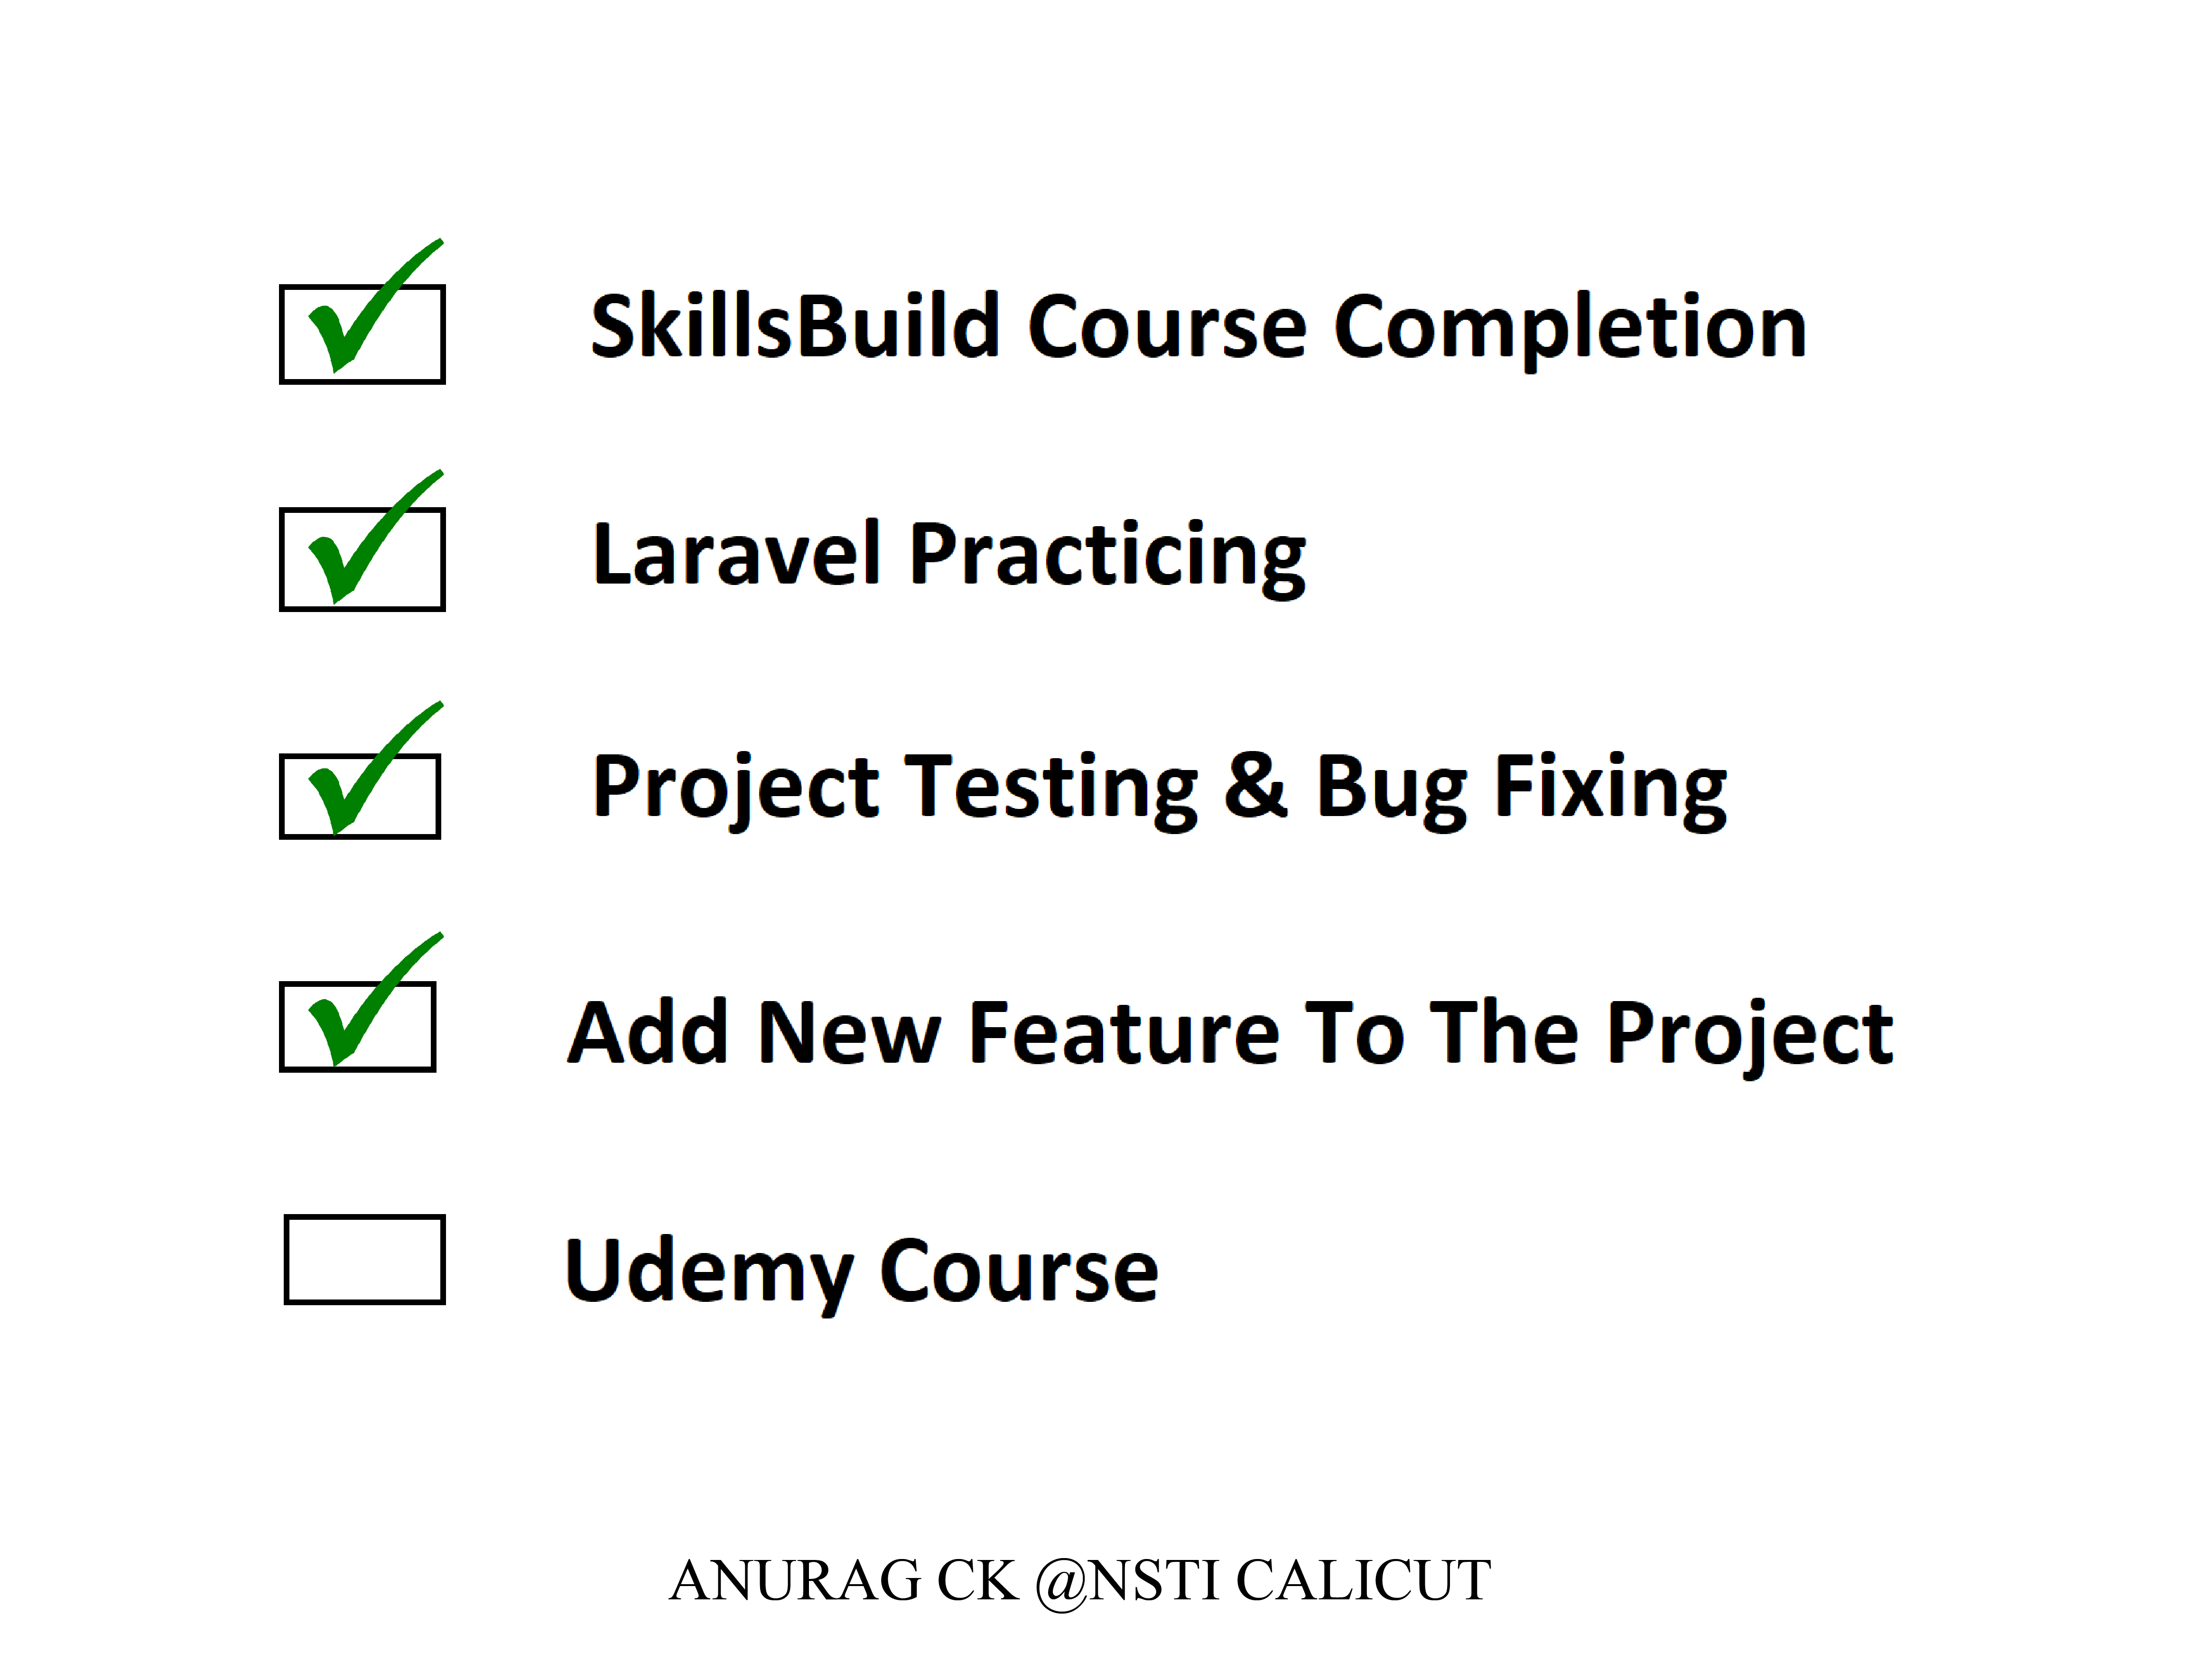 SkillsBuild Course Completion
Laravel Practicing
Project Testing & Bug Fixing
Add New Feature To The Project
Udemy Course
ANURAG CK @NSTI CALICUT